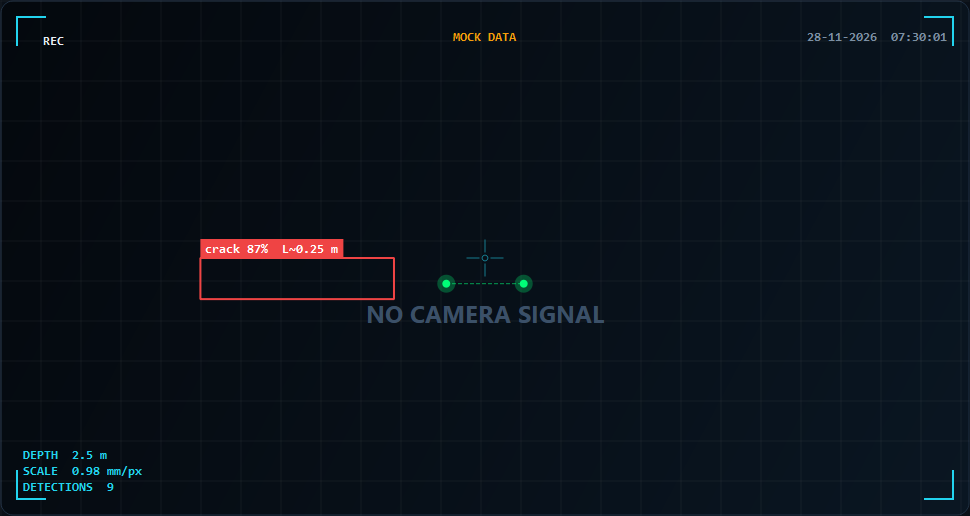 REC
MOCK DATA
28-11-2026 07:30:01
crack 87% L~0.25 m
NO CAMERA SIGNAL
DEPTH 2.5 m
SCALE 0.98 mm/px
DETECTIONS 9